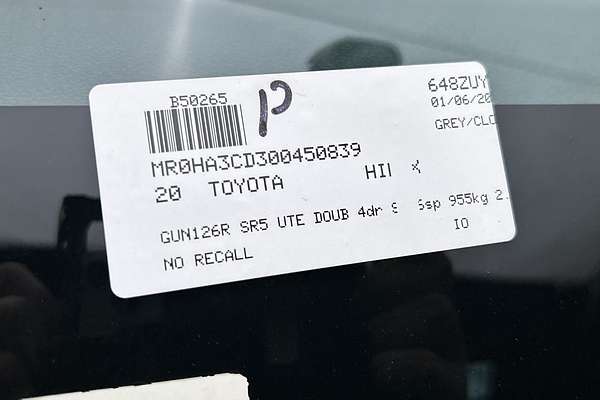 B50265
P
648ZUY
01/06/20
GREY/CLO
MR0HA3CD300450839
20 TOYOTA
GUN126R SR5 UTE DOUB 4dr S 6sp 955kg 2.
IO
NO RECALL